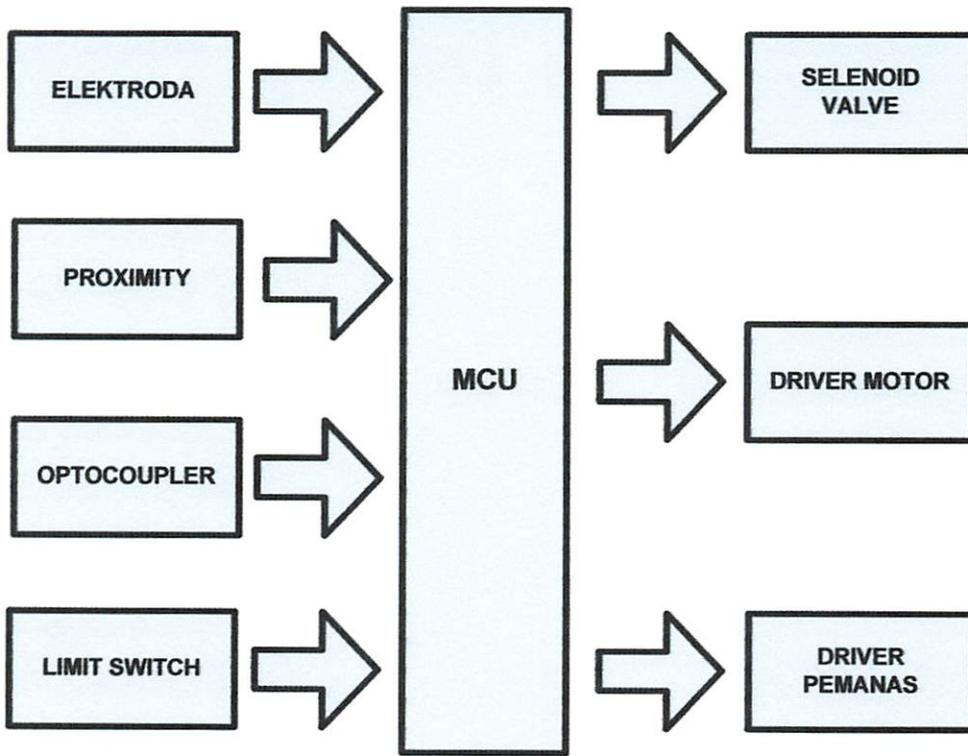 ELEKTRODA
PROXIMITY
OPTOCOUPLER
LIMIT SWITCH
MCU
SELENOID
VALVE
DRIVER MOTOR
DRIVER
PEMANAS